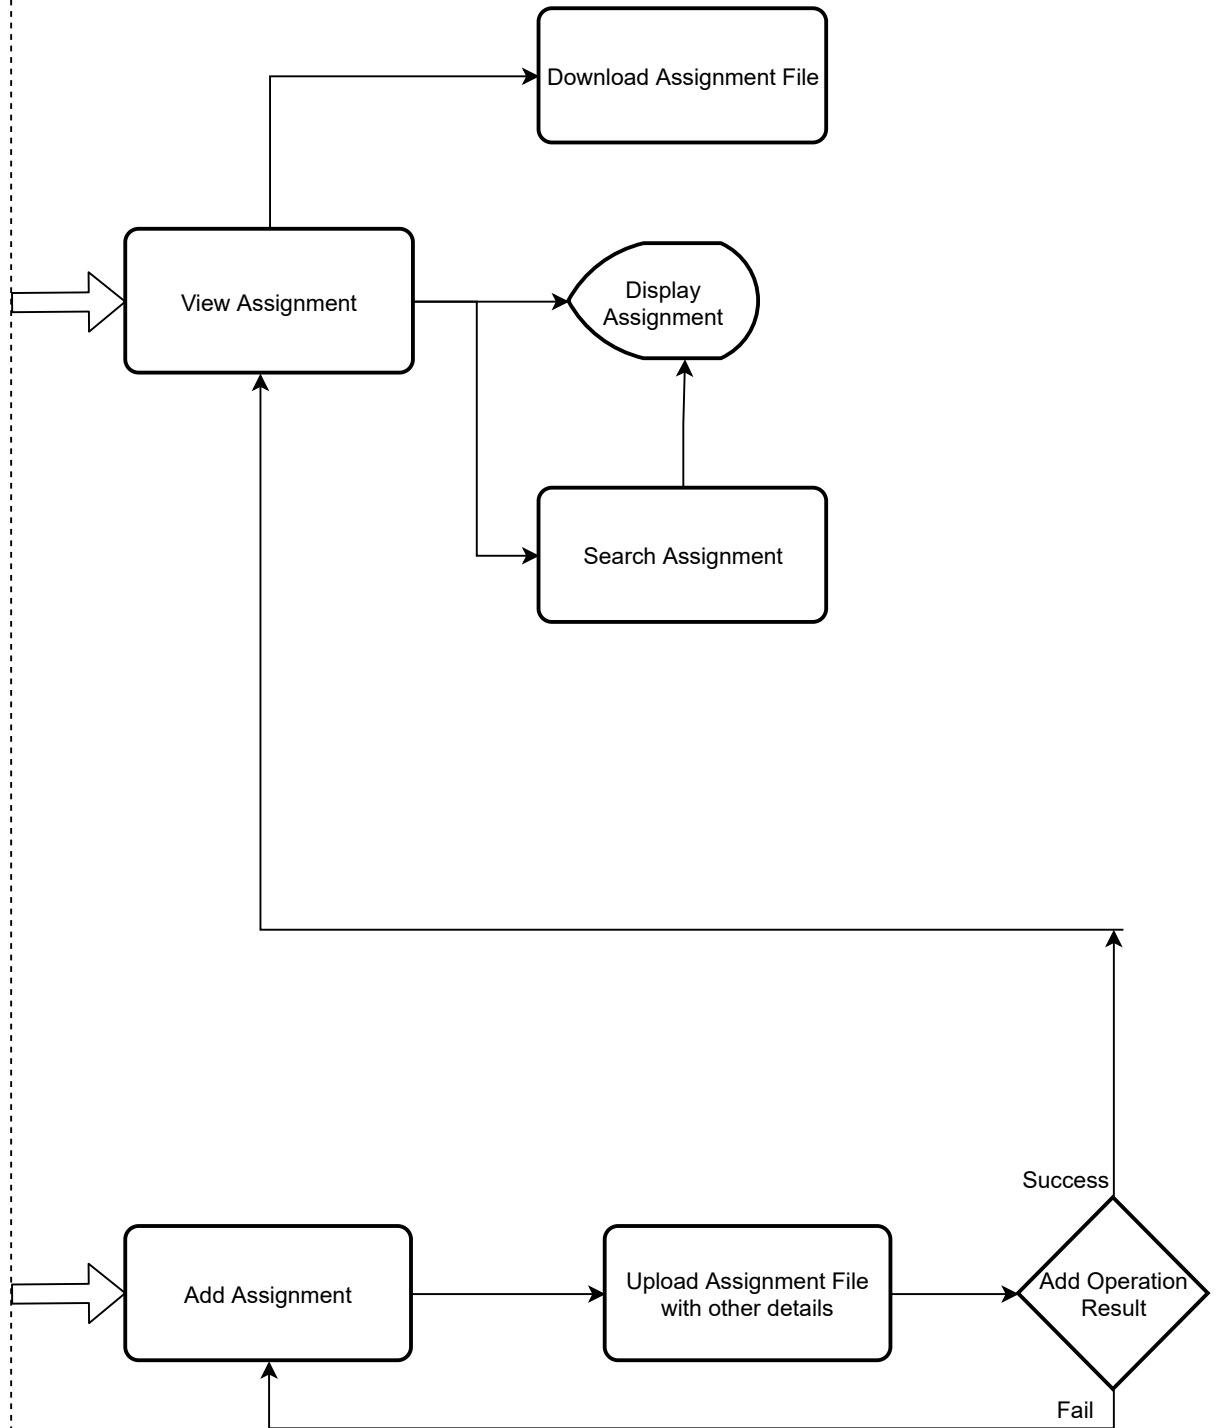 Download Assignment File
View Assignment
Display
Assignment
Search Assignment
Success
Add Assignment
Upload Assignment File
with other details
Add Operation
Result
Fail